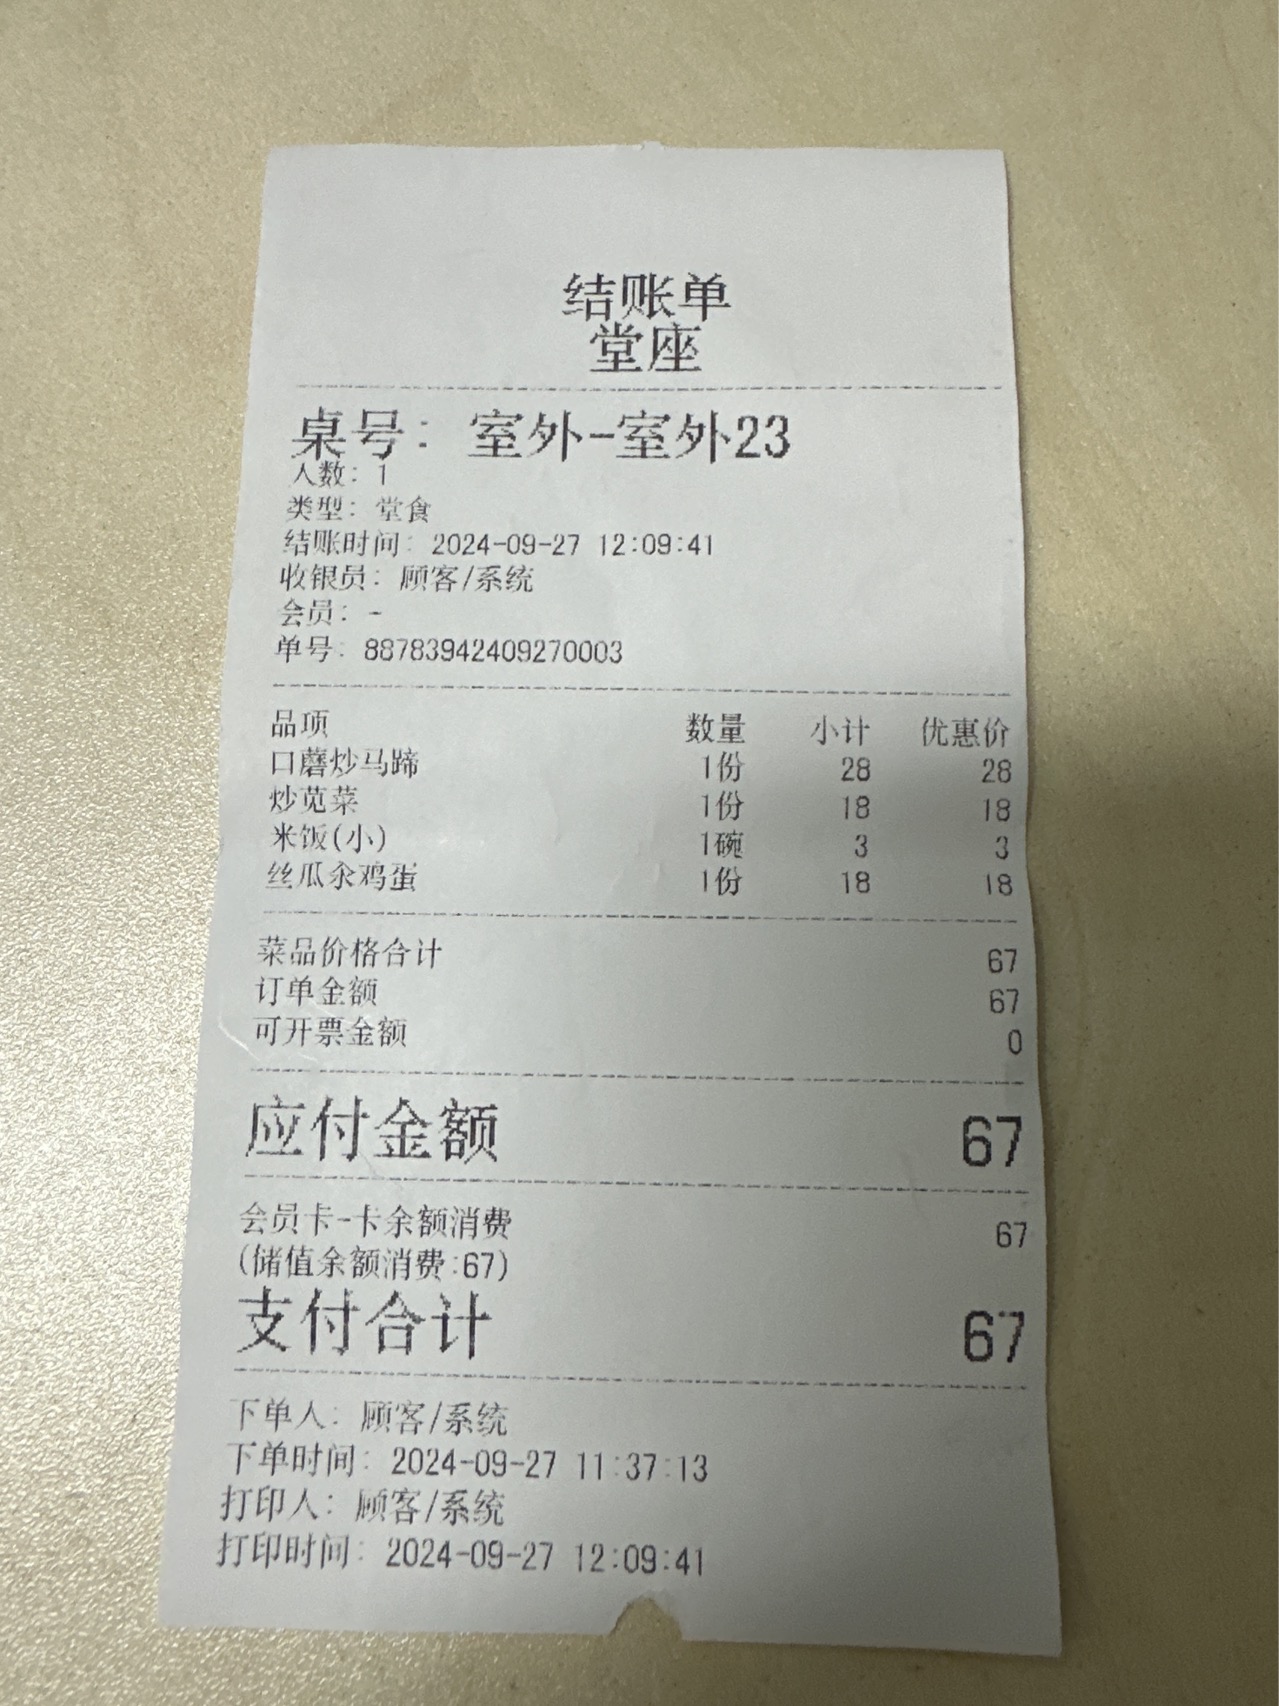 结账单
堂座
桌号：室外-室外23
人数：1
类型：堂食
结账时间：2024-09-27 12:09:41
收银员：顾客/系统
会员：-
单号：88783942409270003
品项 数量 小计 优惠价
口蘑炒马蹄 1份 28 28
炒苋菜 1份 18 18
米饭(小) 1碗 3 3
丝瓜汆鸡蛋 1份 18 18
菜品价格合计 67
订单金额 67
可开票金额 0
应付金额 67
会员卡-卡余额消费 67
(储值余额消费:67)
支付合计 67
下单人：顾客/系统
下单时间：2024-09-27 11:37:13
打印人：顾客/系统
打印时间：2024-09-27 12:09:41